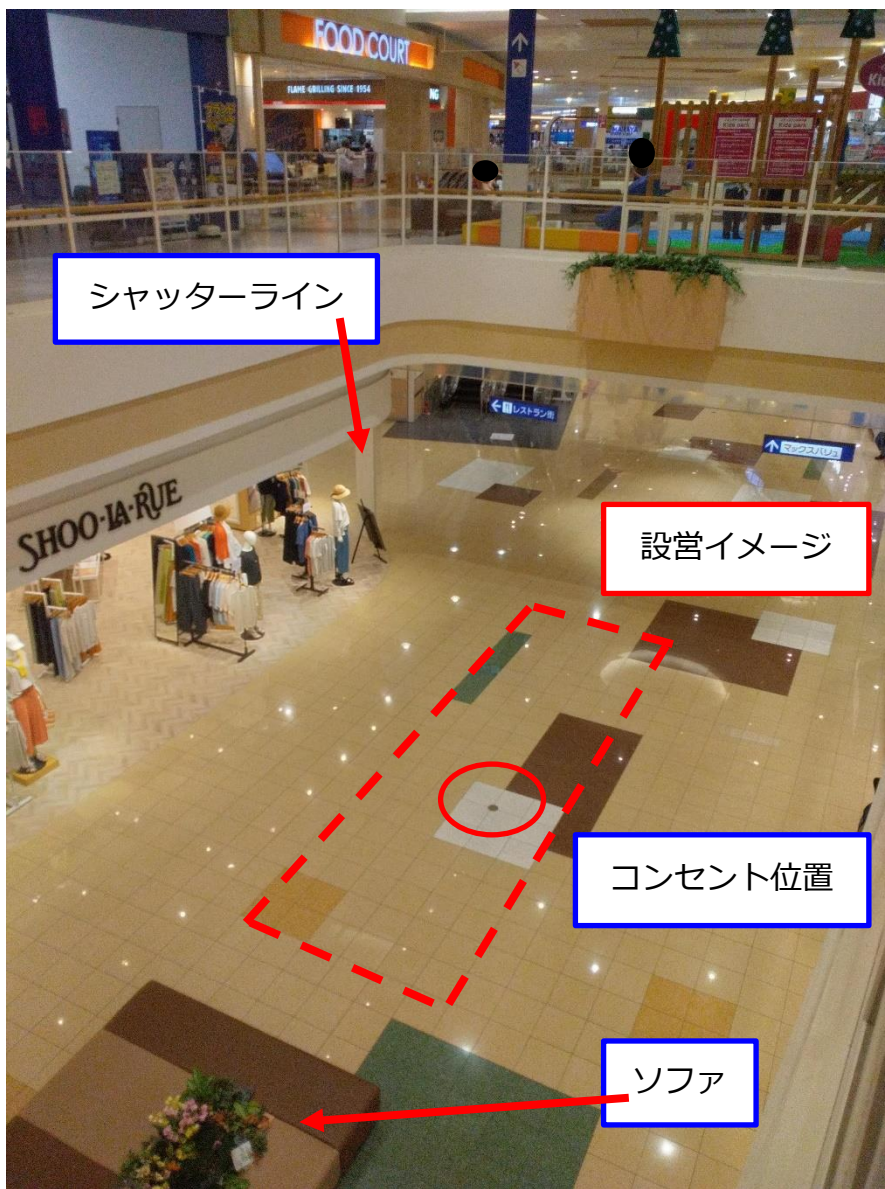 FOOD COURT
FLAME GRILLING SINCE 1954
シャッターライン
レストラン街
マックスバリュ
SHOO·LA·RUE
設営イメージ
コンセント位置
ソファ